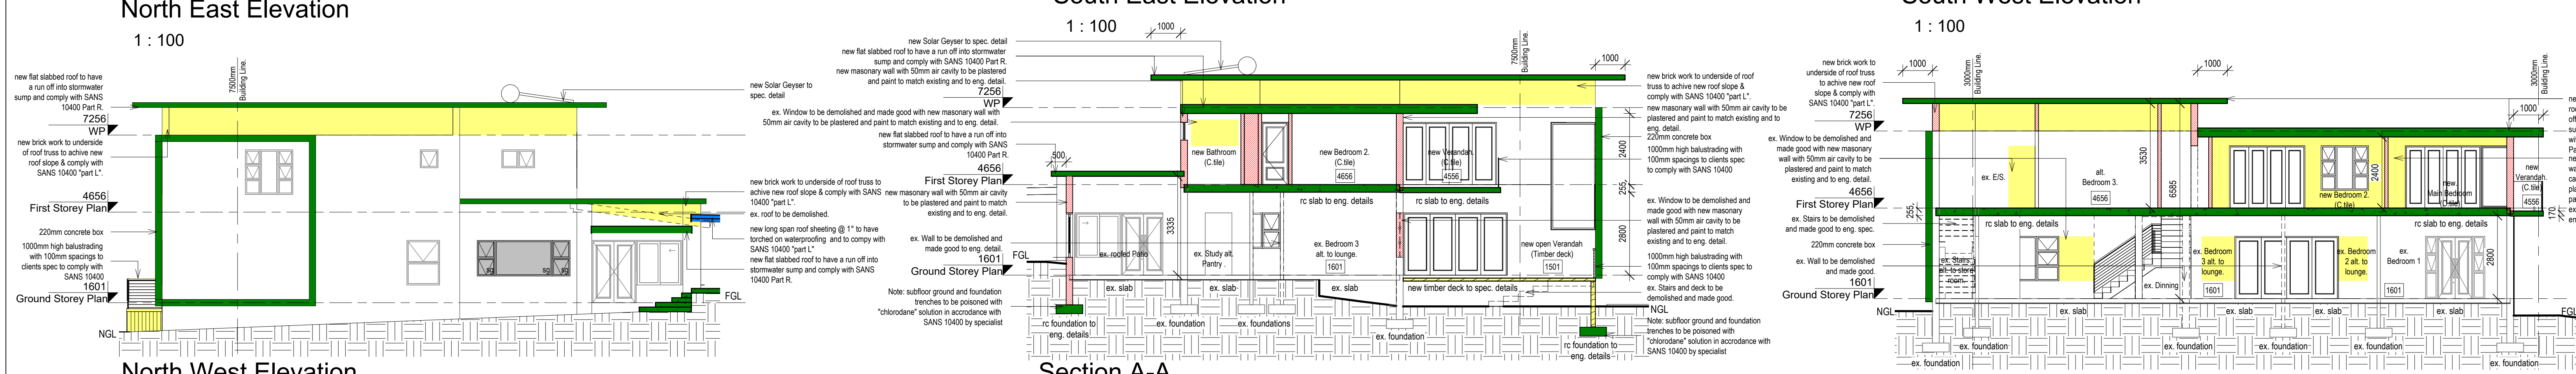 North East Elevation
1 : 100
7500mm
Building Line.
new flat slabbed roof to have
a run off into stormwater
sump and comply with SANS
10400 Part R.
7256
WP
new brick work to underside
of roof truss to achive new
roof slope & comply with
SANS 10400 "part L".
4656
First Storey Plan
220mm concrete box
1000mm high balustrading
with 100mm spacings to
clients spec to comply with
SANS 10400
1601
Ground Storey Plan
NGL
sg
sg
sg
FGL
new Solar Geyser to
spec. detail
new brick work to underside of roof truss to
achive new roof slope & comply with SANS
10400 "part L".
ex. roof to be demolished.
new long span roof sheeting @ 1° to have
torched on waterproofing  and to compy with
SANS 10400 "part L"
new flat slabbed roof to have a run off into
stormwater sump and comply with SANS
10400 Part R.
North West Elevation
South East Elevation
1 : 100
1000
new Solar Geyser to spec. detail
new flat slabbed roof to have a run off into stormwater
sump and comply with SANS 10400 Part R.
new masonary wall with 50mm air cavity to be plastered
and paint to match existing and to eng. detail.
7256
WP
ex. Window to be demolished and made good with new masonary wall with
50mm air cavity to be plastered and paint to match existing and to eng. detail.
new flat slabbed roof to have a run off into
stormwater sump and comply with SANS
10400 Part R.
500
4656
First Storey Plan
new masonary wall with 50mm air cavity
to be plastered and paint to match
existing and to eng. detail.
ex. Wall to be demolished and
made good to eng. detail.
FGL
1601
Ground Storey Plan
Note: subfloor ground and foundation
trenches to be poisoned with
"chlorodane" solution in accrodance with
SANS 10400 by specialist
7500mm
Building Line.
1000
new Bathroom
(C.tile)
new Bedroom 2.
(C.tile)
4656
new Verandah.
(C.tile)
4556
rc slab to eng. details
rc slab to eng. details
3335
ex. roofed Patio
ex. Study alt.
Pantry .
ex. Bedroom 3
alt. to lounge.
1601
new open Verandah
(Timber deck)
1501
ex. slab
ex. slab
ex. slab
new timber deck to spec. details
rc foundation to
eng. details
ex. foundation
ex. foundations
ex. foundation
rc foundation to
eng. details
2400
255
2800
new brick work to underside of roof
truss to achive new roof slope &
comply with SANS 10400 "part L".
new masonary wall with 50mm air cavity to be
plastered and paint to match existing and to
eng. detail.
220mm concrete box
1000mm high balustrading with
100mm spacings to clients spec
to comply with SANS 10400
ex. Window to be demolished and
made good with new masonary
wall with 50mm air cavity to be
plastered and paint to match
existing and to eng. detail.
1000mm high balustrading with
100mm spacings to clients spec to
comply with SANS 10400
ex. Stairs and deck to be
demolished and made good.
NGL
Note: subfloor ground and foundation
trenches to be poisoned with
"chlorodane" solution in accrodance with
SANS 10400 by specialist
Section A-A
South West Elevation
1 : 100
new brick work to
underside of roof truss
to achive new roof
slope & comply with
SANS 10400 "part L".
1000
3000mm
Building Line.
1000
3000mm
Building Line.
1000
7256
WP
ex. Window to be demolished and
made good with new masonary
wall with 50mm air cavity to be
plastered and paint to match
existing and to eng. detail.
4656
First Storey Plan
ex. Stairs to be demolished
and made good to eng. spec.
220mm concrete box
ex. Wall to be demolished
and made good.
1601
Ground Storey Plan
NGL
255
ex. E/S.
alt.
Bedroom 3.
4656
3530
6585
new Bedroom 2.
(C.tile)
2400
new
Main Bedroom
(C.tile)
new
Verandah.
(C.tile)
4556
170
rc slab to eng. details
rc slab to eng. details
ex. Stairs.
alt. to store
room.
ex. Dinning
ex. Bedroom
3 alt. to
lounge.
1601
ex. Bedroom
2 alt. to
lounge.
ex.
Bedroom 1
1601
2800
ex. slab
ex. slab
ex. slab
ex. slab
FGL
ex. foundation
ex. foundation
ex. foundation
ex. foundation
ex. foundation
ex. foundation